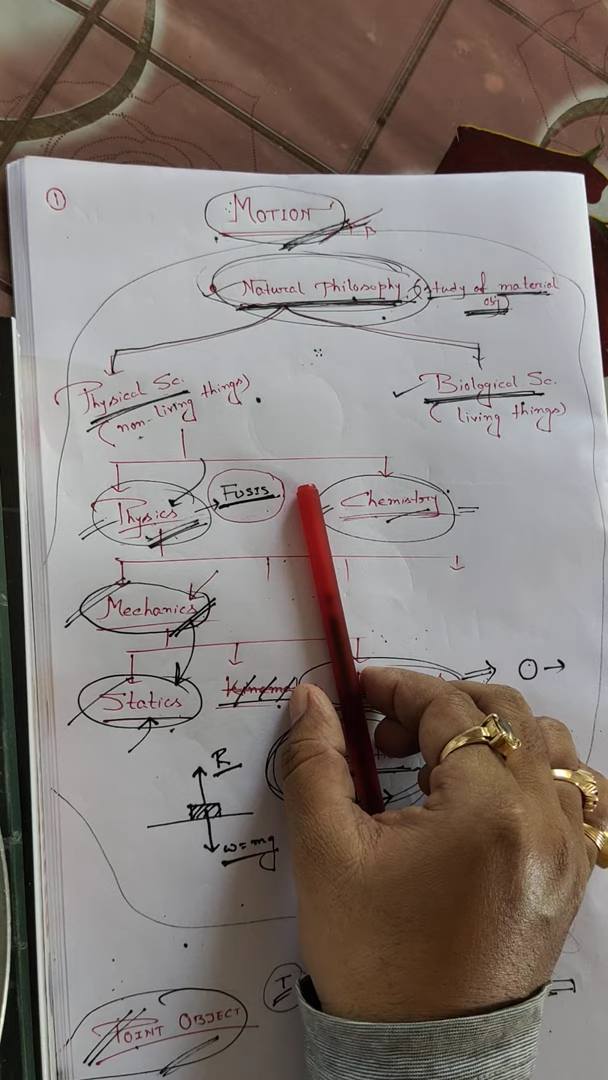 1
MOTION
Natural Philosophy : Study of material
Physical Sc.
(non-living things)
Biological Sc.
(living things)
Physics → FUSIS
Chemistry =
Mechanics
Statics
R
w=mg
I
POINT OBJECT